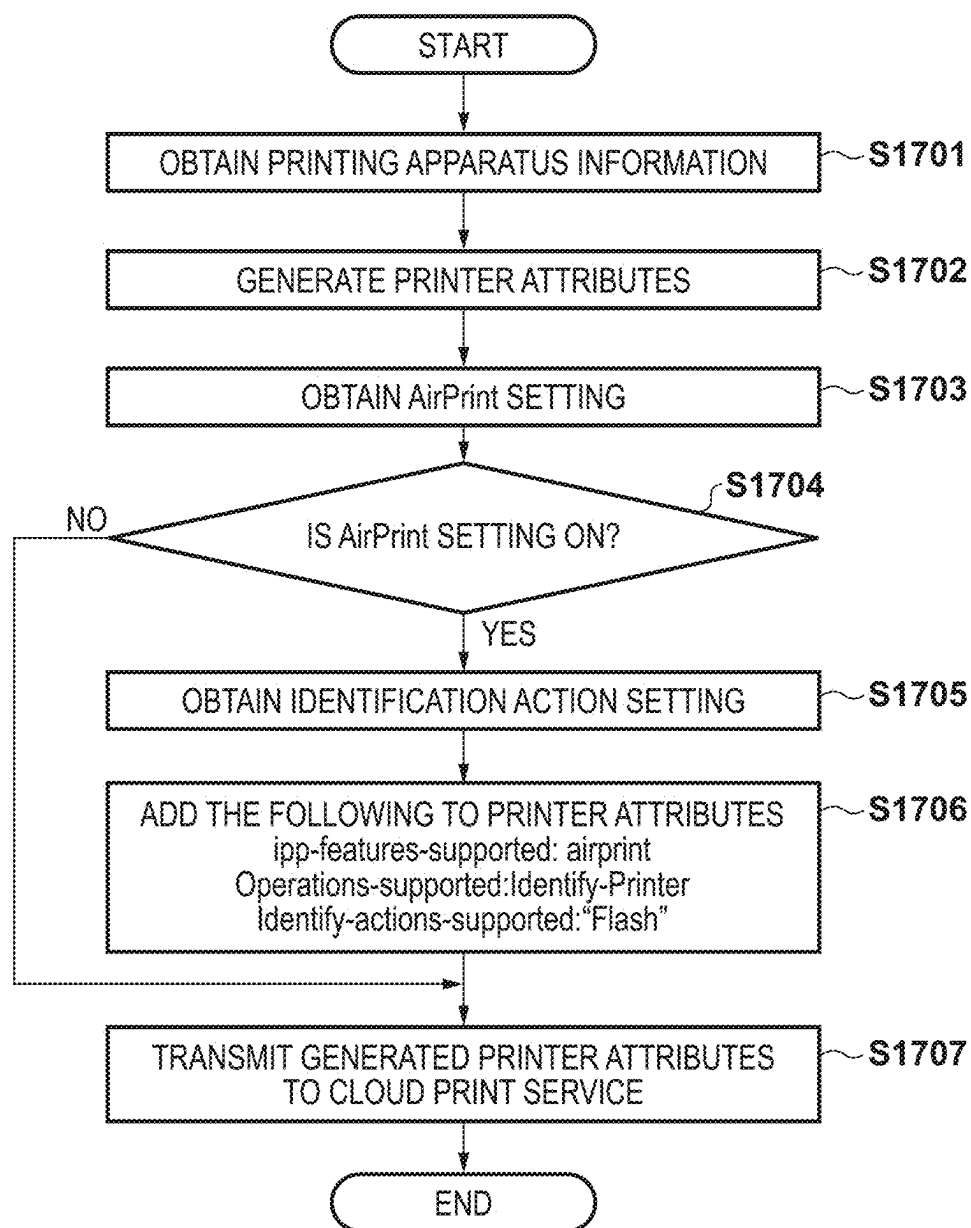 START
OBTAIN PRINTING APPARATUS INFORMATION
S1701
GENERATE PRINTER ATTRIBUTES
S1702
OBTAIN AirPrint SETTING
S1703
S1704
NO
IS AirPrint SETTING ON?
YES
OBTAIN IDENTIFICATION ACTION SETTING
S1705
ADD THE FOLLOWING TO PRINTER ATTRIBUTES
S1706
ipp-features-supported: airprint
Operations-supported:Identify-Printer
Identify-actions-supported:“Flash”
TRANSMIT GENERATED PRINTER ATTRIBUTES
S1707
TO CLOUD PRINT SERVICE
END